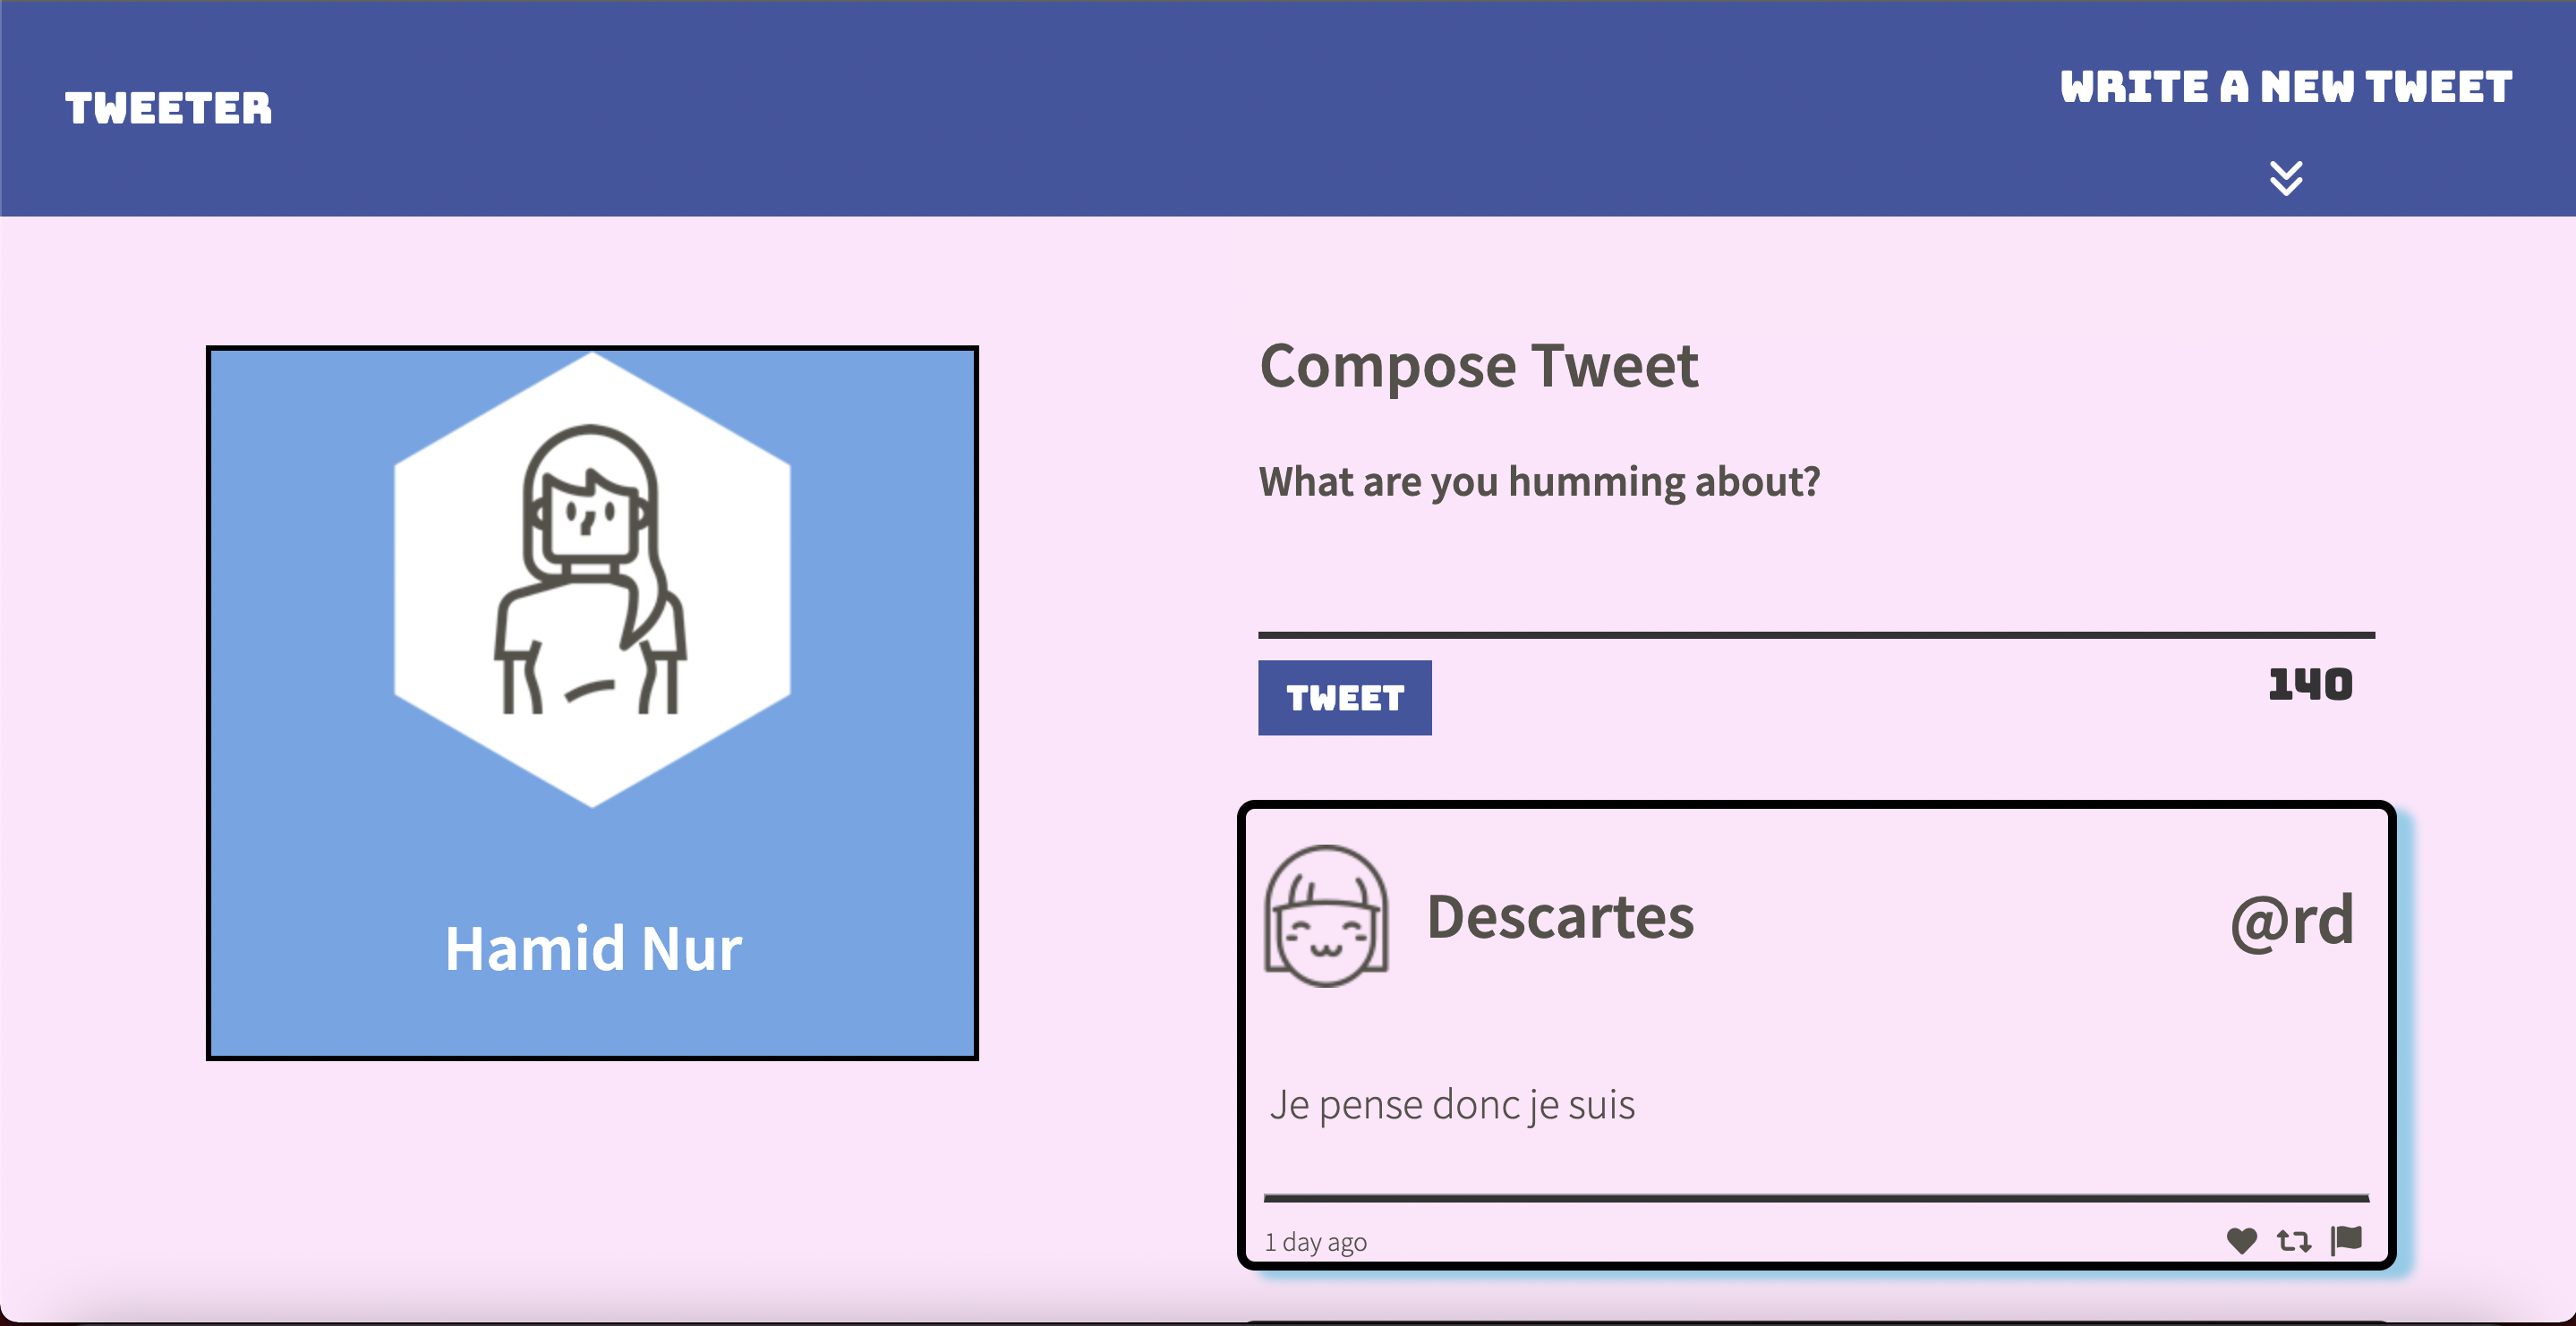 TWEETER
WRITE A NEW TWEET
Hamid Nur
Compose Tweet
What are you humming about?
TWEET
140
Descartes
@rd
Je pense donc je suis
1 day ago